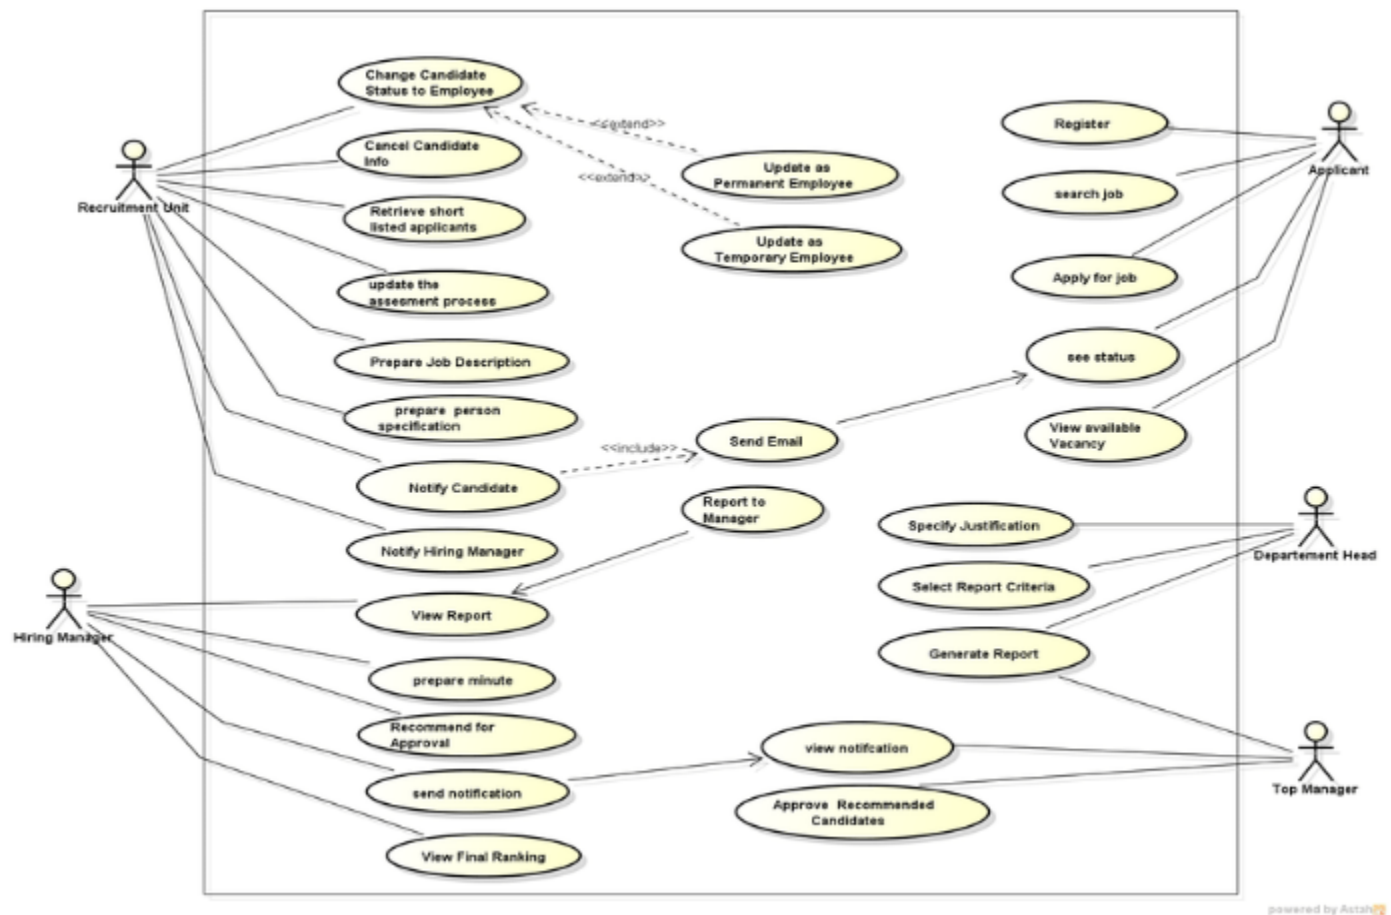 Change Candidate
Status to Employee
Cancel Candidate
Info
Retrieve short
listed applicants
update the
assesment process
Prepare Job Description
prepare person
specification
Notify Candidate
Notify Hiring Manager
View Report
prepare minute
Recommend for
Approval
send notification
View Final Ranking
Recruitment Unit
Hiring Manager
<<extend>>
<<extend>>
Update as
Permanent Employee
Update as
Temporary Employee
<<include>>
Send Email
Report to
Manager
view notifcation
Approve Recommended
Candidates
Register
search job
Apply for job
see status
View available
Vacancy
Specify Justification
Select Report Criteria
Generate Report
Applicant
Departement Head
Top Manager
powered by Astah